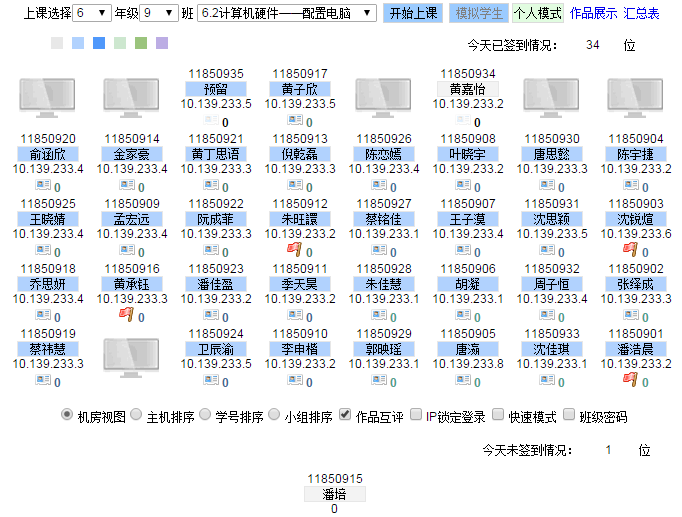 上课选择 6 年级 9 班 6.2计算机硬件——配置电脑 开始上课 模拟学生 个人模式 作品展示 汇总表
今天已签到情况: 34 位
11850935 11850917 11850934
预留 黄子欣 黄嘉怡
10.139.233.5 10.139.233.5 10.139.233.2
0 0 0
11850920 11850914 11850921 11850913 11850926 11850908 11850930 11850904
俞涵欣 金家豪 黄丁思语 倪乾磊 陈恋嫣 叶晓宇 唐思懿 陈宇捷
10.139.233.4 10.139.233.4 10.139.233.3 10.139.233.3 10.139.233.4 10.139.233.2 10.139.233.3 10.139.233.2
0 0 0 0 0 0 0 0
11850925 11850909 11850922 11850912 11850927 11850907 11850931 11850903
王晓婧 孟宏远 阮成菲 朱旺譞 蔡铭佳 王子漠 沈思颖 沈锐煊
10.139.233.4 10.139.233.4 10.139.233.3 10.139.233.2 10.139.233.1 10.139.233.4 10.139.233.5 10.139.233.6
0 0 0 0 0 0 0 0
11850918 11850916 11850923 11850911 11850928 11850906 11850932 11850902
乔思妍 黄承钰 潘佳盈 季天昊 朱佳慧 胡凝 周子恒 张绎成
10.139.233.4 10.139.233.3 10.139.233.2 10.139.233.2 10.139.233.1 10.139.233.1 10.139.233.4 10.139.233.3
0 0 0 0 0 0 0 0
11850919 11850924 11850910 11850929 11850905 11850933 11850901
蔡祎慧 卫辰渝 李申楷 郭映瑶 唐 沈佳琪 潘浩晨
10.139.233.3 10.139.233.5 10.139.233.2 10.139.233.1 10.139.233.8 10.139.233.1 10.139.233.2
0 0 0 0 0 0 0
机房视图 主机排序 学号排序 小组排序 作品互评 IP锁定登录 快速模式 班级密码
今天未签到情况: 1 位
11850915
潘培
0